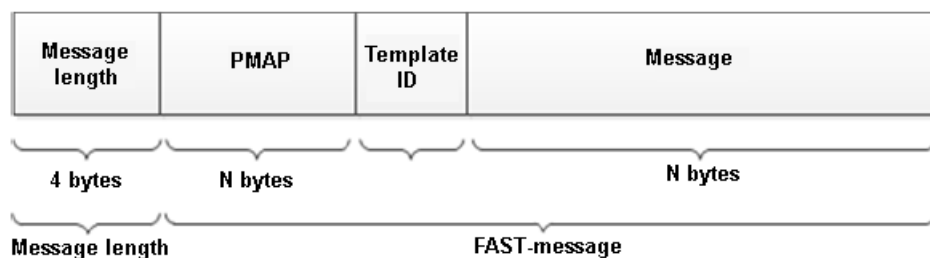 Message length
PMAP
Template ID
Message
4 bytes
N bytes
N bytes
Message length
FAST-message